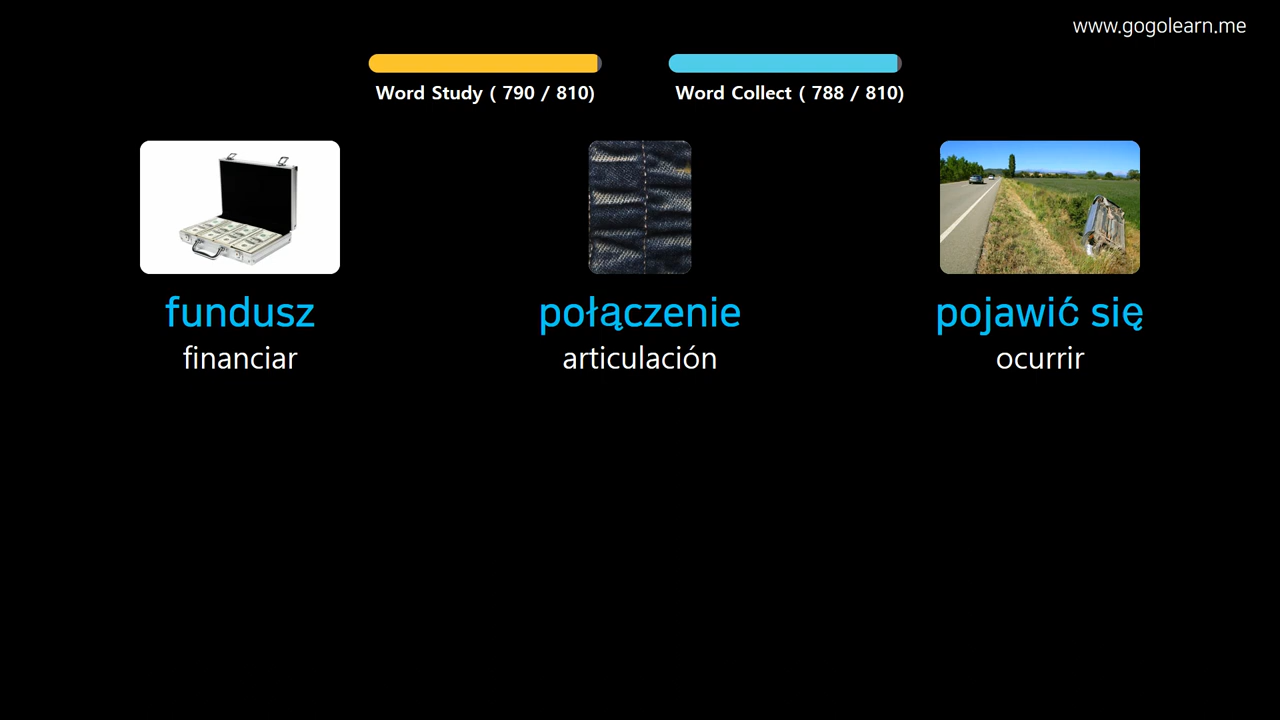 www.gogolearn.me
Word Study ( 790 / 810)
Word Collect ( 788 / 810)
fundusz
financiar
połączenie
articulación
pojawić się
ocurrir